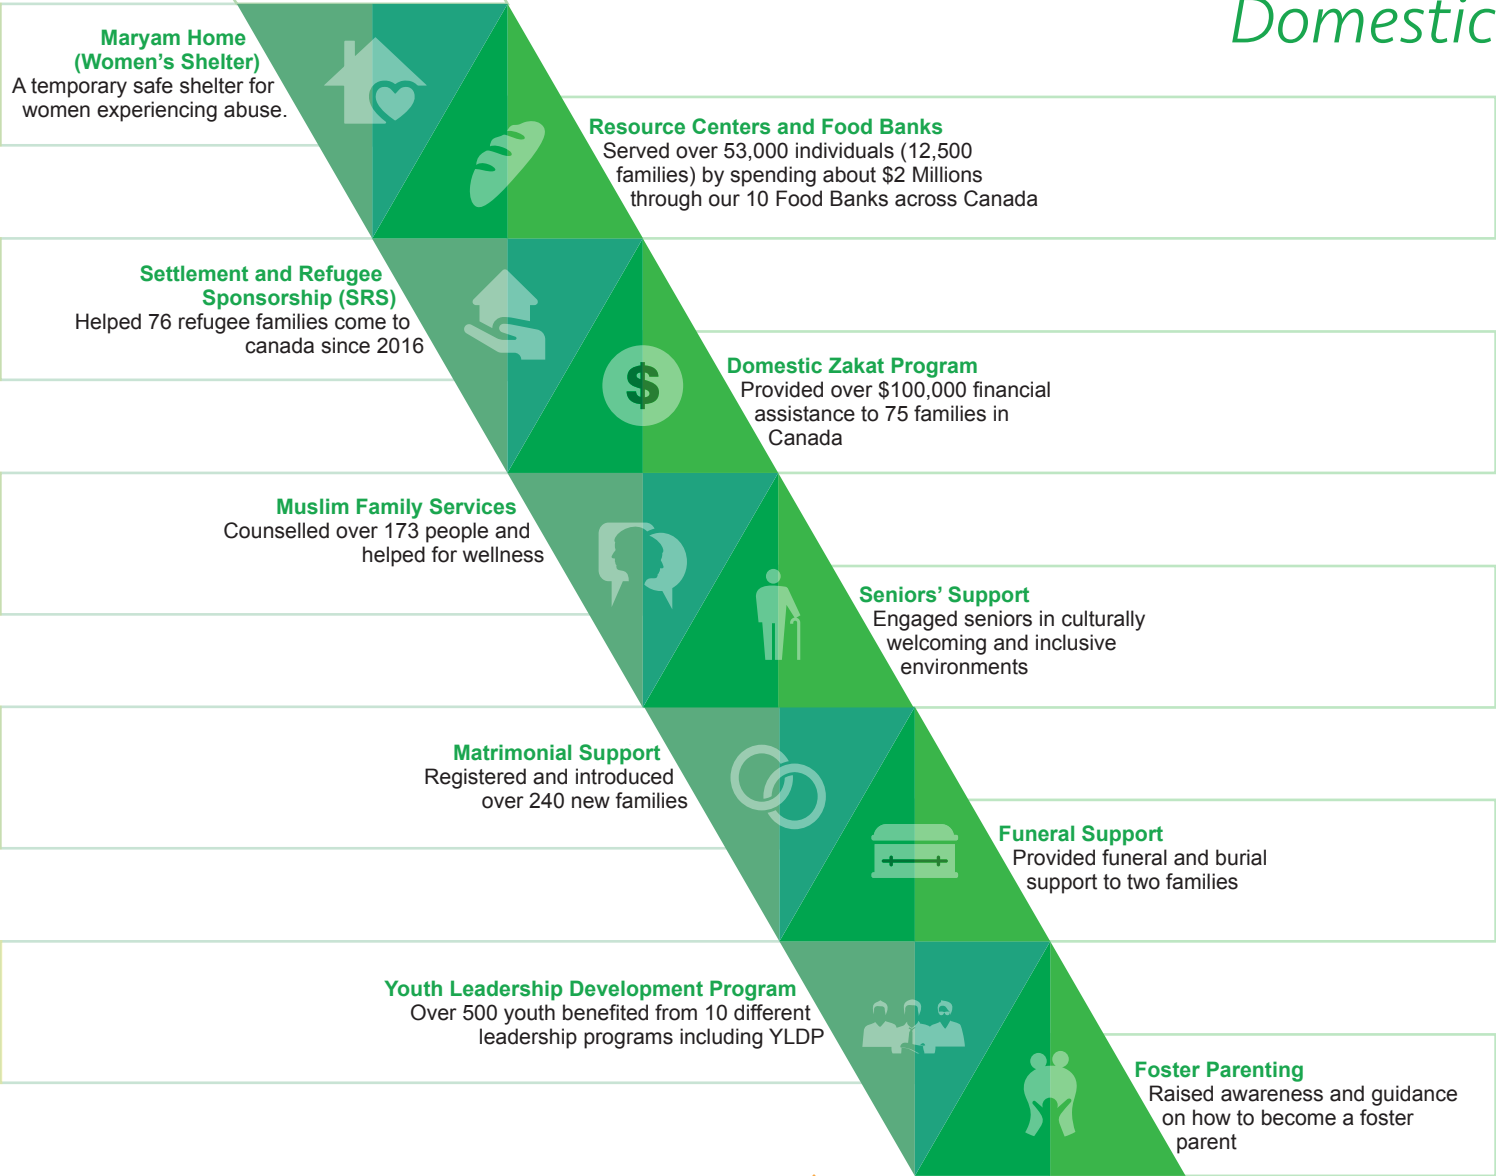 Domestic
Maryam Home
(Women's Shelter)
A temporary safe shelter for
women experiencing abuse.
Resource Centers and Food Banks
Served over 53,000 individuals (12,500
families) by spending about $2 Millions
through our 10 Food Banks across Canada
Settlement and Refugee
Sponsorship (SRS)
Helped 76 refugee families come to
canada since 2016
$
Domestic Zakat Program
Provided over $100,000 financial
assistance to 75 families in
Canada
Muslim Family Services
Counselled over 173 people and
helped for wellness
Seniors' Support
Engaged seniors in culturally
welcoming and inclusive
environments
Matrimonial Support
Registered and introduced
over 240 new families
Funeral Support
Provided funeral and burial
support to two families
Youth Leadership Development Program
Over 500 youth benefited from 10 different
leadership programs including YLDP
Foster Parenting
Raised awareness and guidance
on how to become a foster
parent